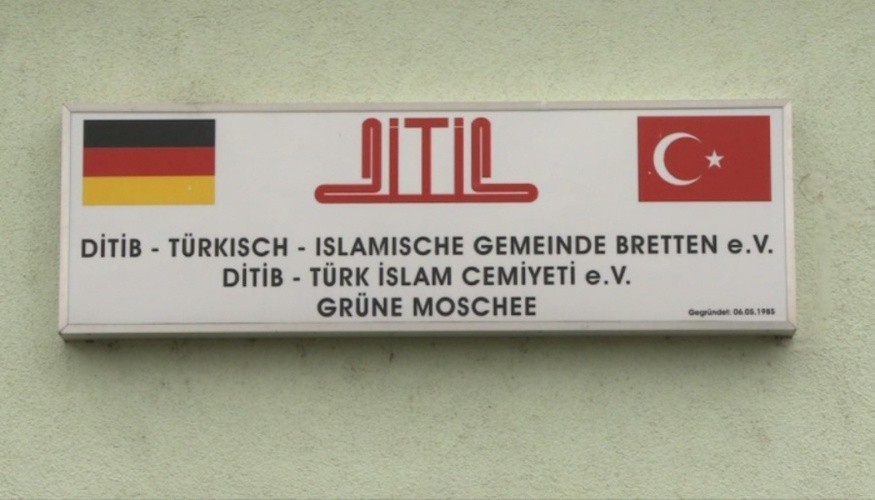 DİTİB
DİTİB - TÜRKISCH - ISLAMISCHE GEMEINDE BRETTEN e.V.
DİTİB - TÜRK İSLAM CEMİYETİ e.V.
GRÜNE MOSCHEE
Gegründet: 06.05.1985